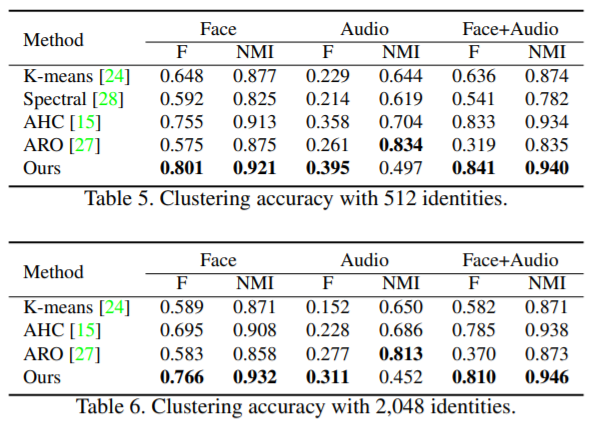 Method Face Audio Face+Audio
F NMI F NMI F NMI
K-means [24] 0.648 0.877 0.229 0.644 0.636 0.874
Spectral [28] 0.592 0.825 0.214 0.619 0.541 0.782
AHC [15] 0.755 0.913 0.358 0.704 0.833 0.934
ARO [27] 0.575 0.875 0.261 0.834 0.319 0.835
Ours 0.801 0.921 0.395 0.497 0.841 0.940
Table 5. Clustering accuracy with 512 identities.
Method Face Audio Face+Audio
F NMI F NMI F NMI
K-means [24] 0.589 0.871 0.152 0.650 0.582 0.871
AHC [15] 0.695 0.908 0.228 0.686 0.785 0.938
ARO [27] 0.583 0.858 0.277 0.813 0.370 0.873
Ours 0.766 0.932 0.311 0.452 0.810 0.946
Table 6. Clustering accuracy with 2,048 identities.